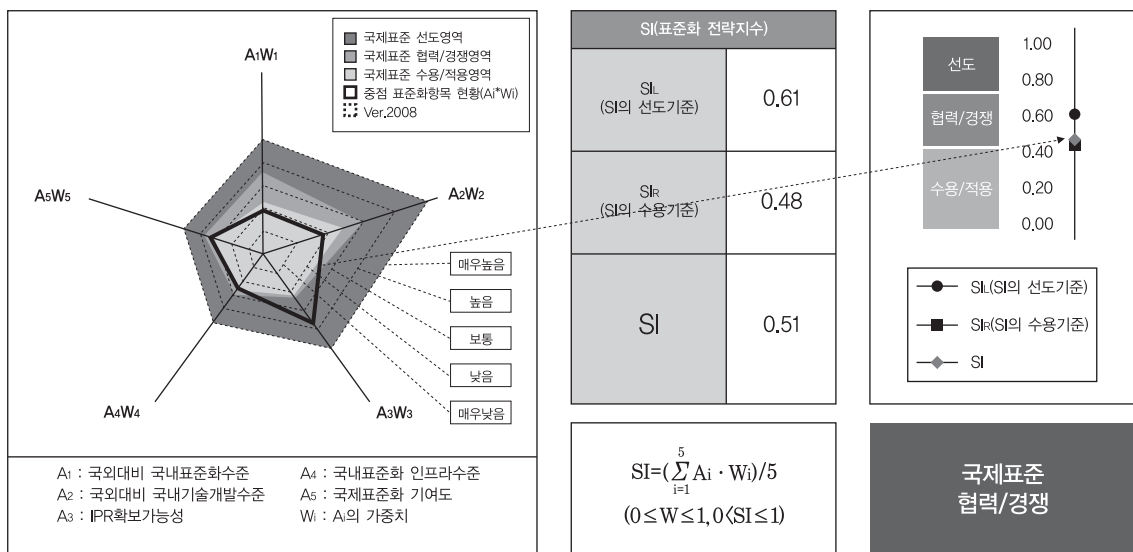 A₁W₁
국제표준 선도영역
국제표준 협력/경쟁영역
국제표준 수용/적용영역
중점 표준화항목 현황(Ai*Wi)
Ver.2008
A₅W₅
A₂W₂
매우높음
높음
보통
낮음
매우낮음
A₄W₄
A₃W₃
A₁ : 국외대비 국내표준화수준
A₂ : 국외대비 국내기술개발수준
A₃ : IPR확보가능성
A₄ : 국내표준화 인프라수준
A₅ : 국제표준화 기여도
Wᵢ : Aᵢ의 가중치
SI(표준화 전략지수)
SIL
(SI의 선도기준)
0.61
SIR
(SI의 수용기준)
0.48
SI
0.51
SI=(∑ Ai · Wi)/5
5
i=1
(0≤W≤1, 0<SI≤1)
선도
협력/경쟁
수용/적용
1.00
0.80
0.60
0.40
0.20
0.00
SIL(SI의 선도기준)
SIR(SI의 수용기준)
SI
국제표준
협력/경쟁